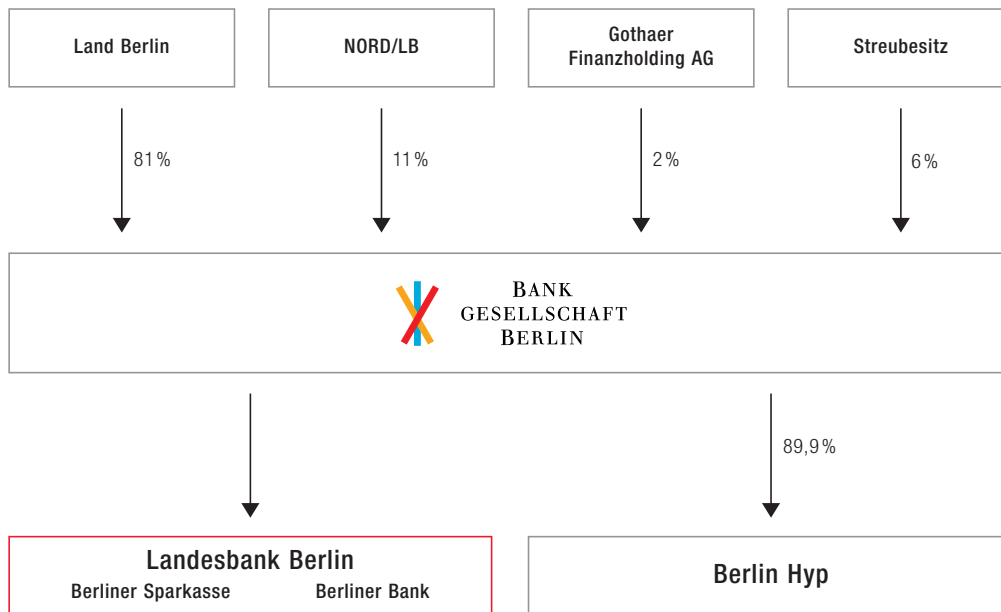 Land Berlin
NORD/LB
Gothaer
Finanzholding AG
Streubesitz
81 %
11 %
2 %
6 %
BANK
GESELLSCHAFT
BERLIN
89,9 %
Landesbank Berlin
Berliner Sparkasse
Berliner Bank
Berlin Hyp